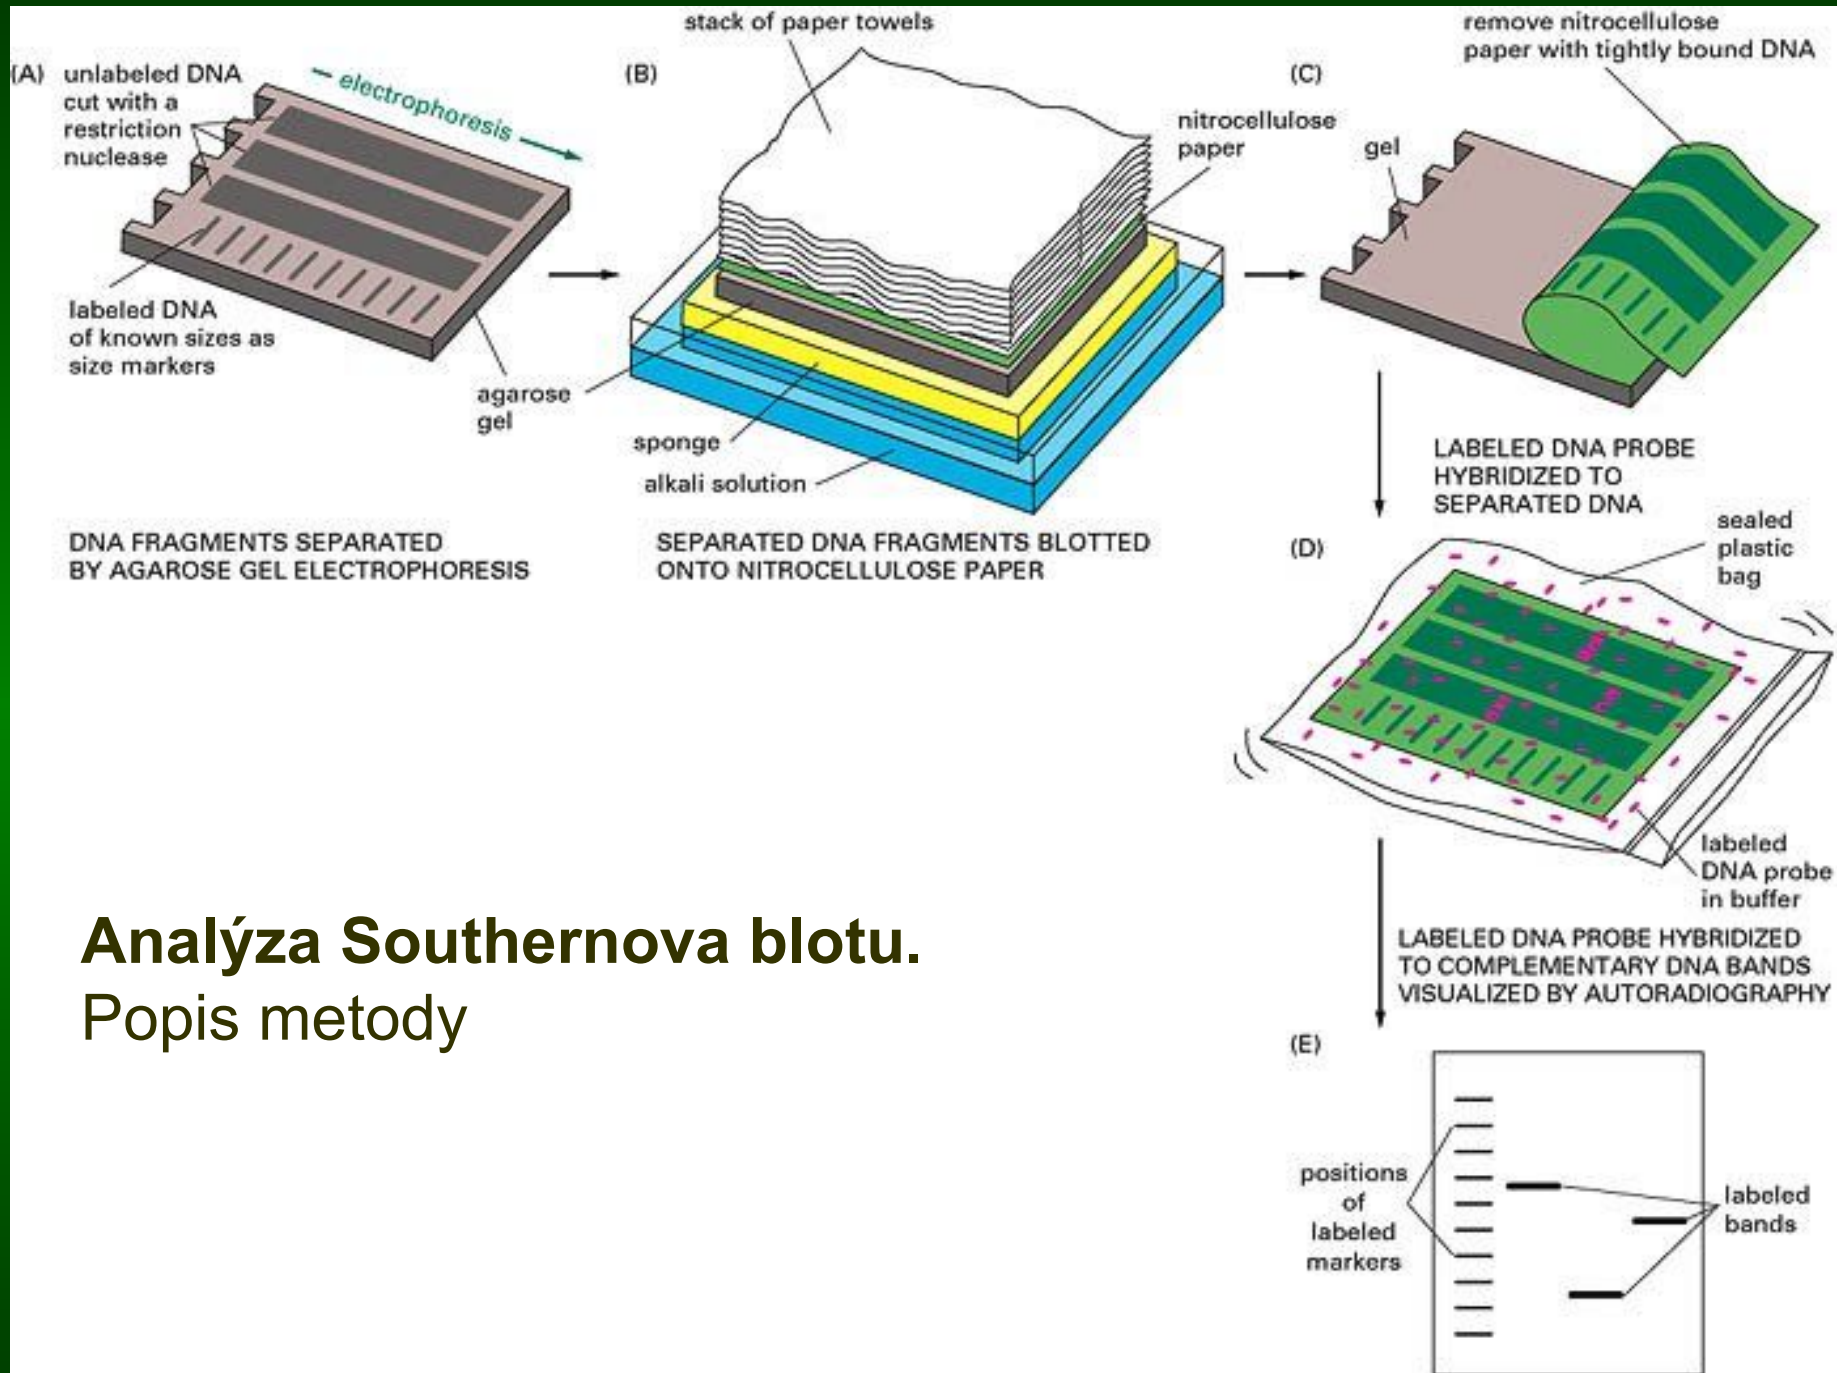 (A)
unlabeled DNA
cut with a
restriction
nuclease
electrophoresis
labeled DNA
of known sizes as
size markers
agarose
gel
DNA FRAGMENTS SEPARATED
BY AGAROSE GEL ELECTROPHORESIS
(B)
stack of paper towels
nitrocellulose
paper
sponge
alkali solution
SEPARATED DNA FRAGMENTS BLOTTED
ONTO NITROCELLULOSE PAPER
(C)
remove nitrocellulose
paper with tightly bound DNA
gel
LABELED DNA PROBE
HYBRIDIZED TO
SEPARATED DNA
(D)
sealed
plastic
bag
labeled
DNA probe
in buffer
LABELED DNA PROBE HYBRIDIZED
TO COMPLEMENTARY DNA BANDS
VISUALIZED BY AUTORADIOGRAPHY
Analýza Southernova blotu.
Popis metody
(E)
positions
of
labeled
markers
labeled
bands